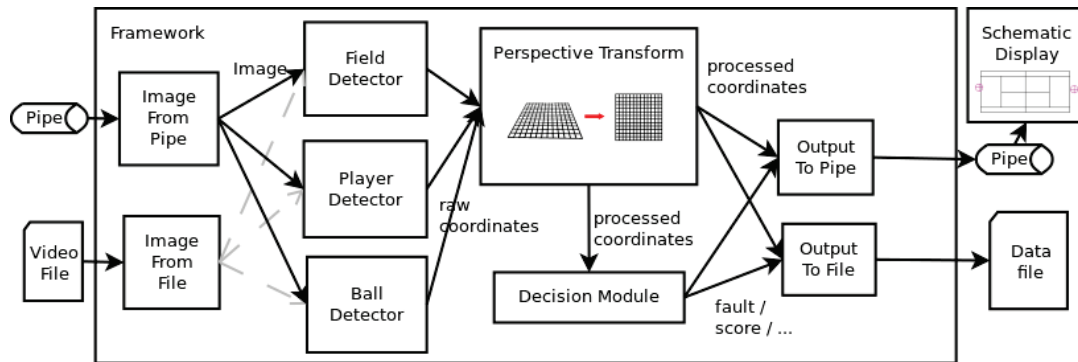 Framework
Schematic
Display
Image
Field
Detector
Perspective Transform
processed
coordinates
Pipe
Image
From
Pipe
Output
To Pipe
Pipe
Player
Detector
raw
coordinates
processed
coordinates
Video
File
Image
From
File
Output
To File
Data
file
Ball
Detector
Decision Module
fault /
score / ...